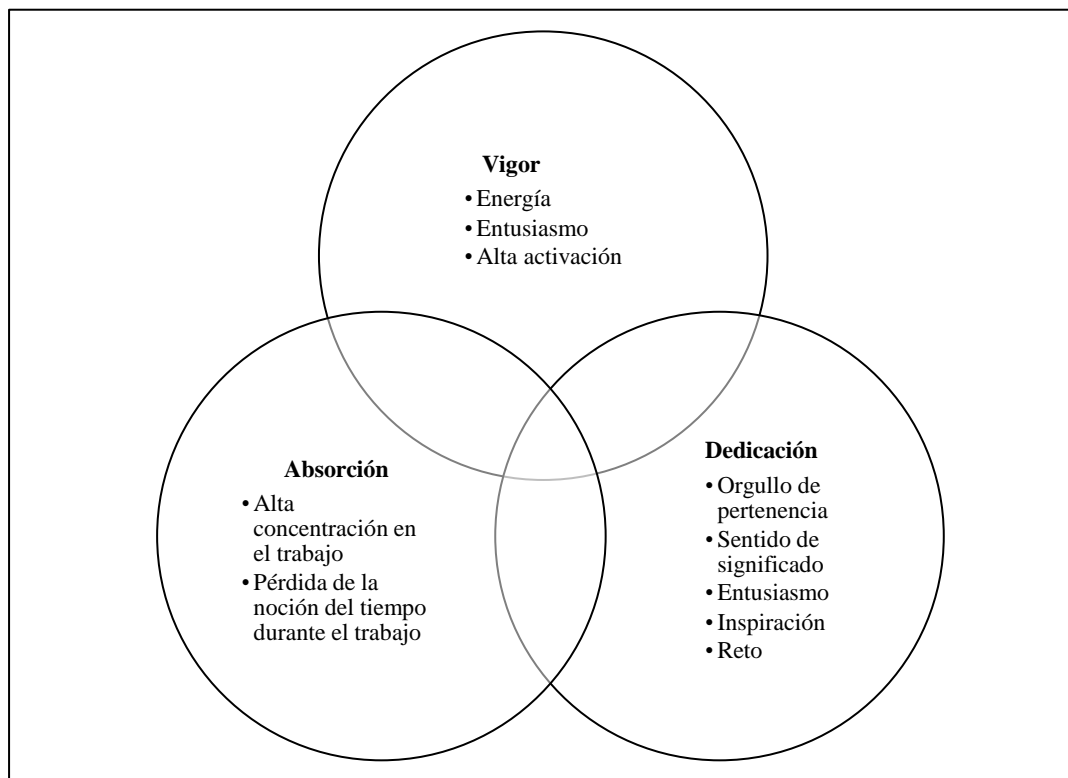 Vigor
• Energía
• Entusiasmo
• Alta activación
Absorción
• Alta
concentración en
el trabajo
• Pérdida de la
noción del tiempo
durante el trabajo
Dedicación
• Orgullo de
pertenencia
• Sentido de
significado
• Entusiasmo
• Inspiración
• Reto